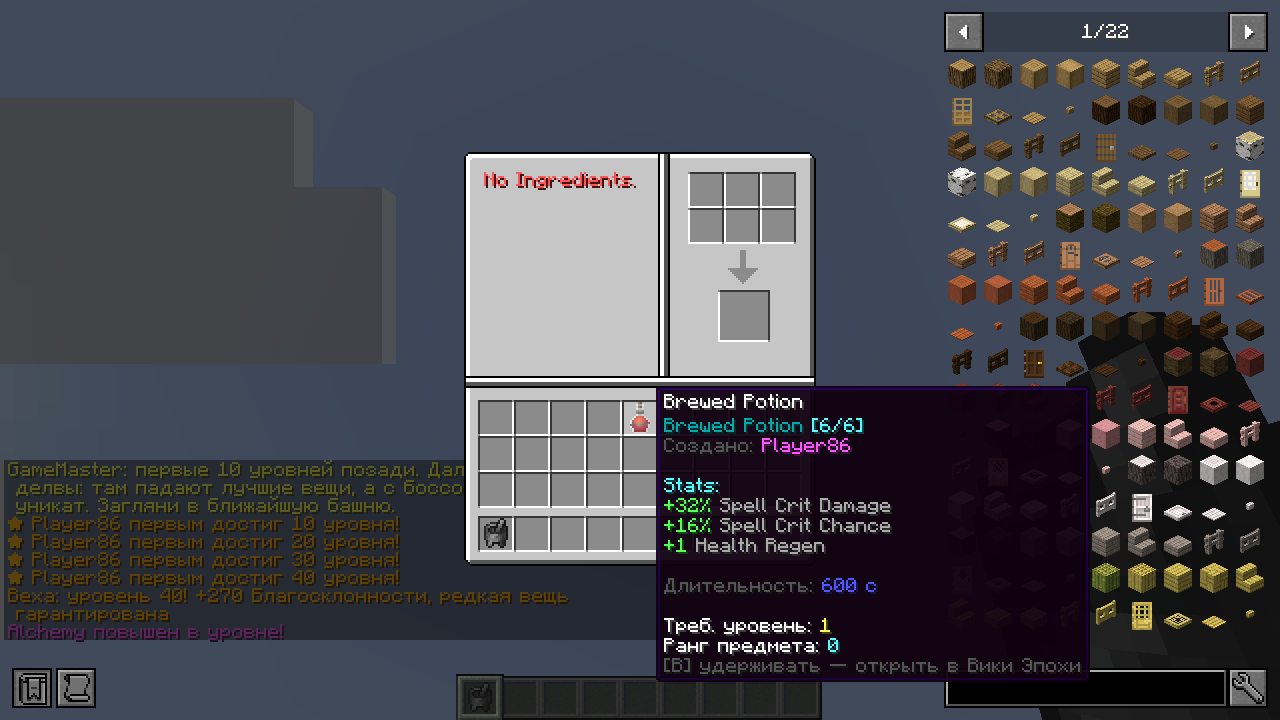 1/22
No Ingredients.
Brewed Potion
Brewed Potion [6/6]
Создано: Player86
Stats:
+32% Spell Crit Damage
+16% Spell Crit Chance
+1 Health Regen
Длительность: 600 с
Треб. уровень: 1
Ранг предмета: 0
[B] удерживать — открыть в Вики Эпохи
GameMaster: первые 10 уровней позади. Дал
делвы: там падают лучшие вещи, а с боссо
уникат. Загляни в ближайшую башню.
★ Player86 первым достиг 10 уровня!
★ Player86 первым достиг 20 уровня!
★ Player86 первым достиг 30 уровня!
★ Player86 первым достиг 40 уровня!
Веха: уровень 40! +270 Благосклонности, редкая вещь
гарантирована
Alchemy повышен в уровне!